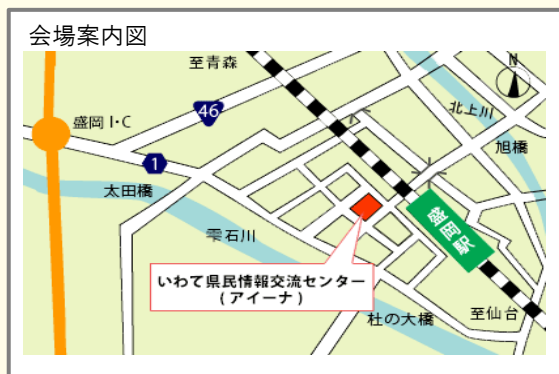 会場案内図
至青森
N
46
北上川
盛岡 I・C
旭橋
1
太田橋
盛岡駅
雫石川
いわて県民情報交流センター
(アイーナ)
至仙台
杜の大橋